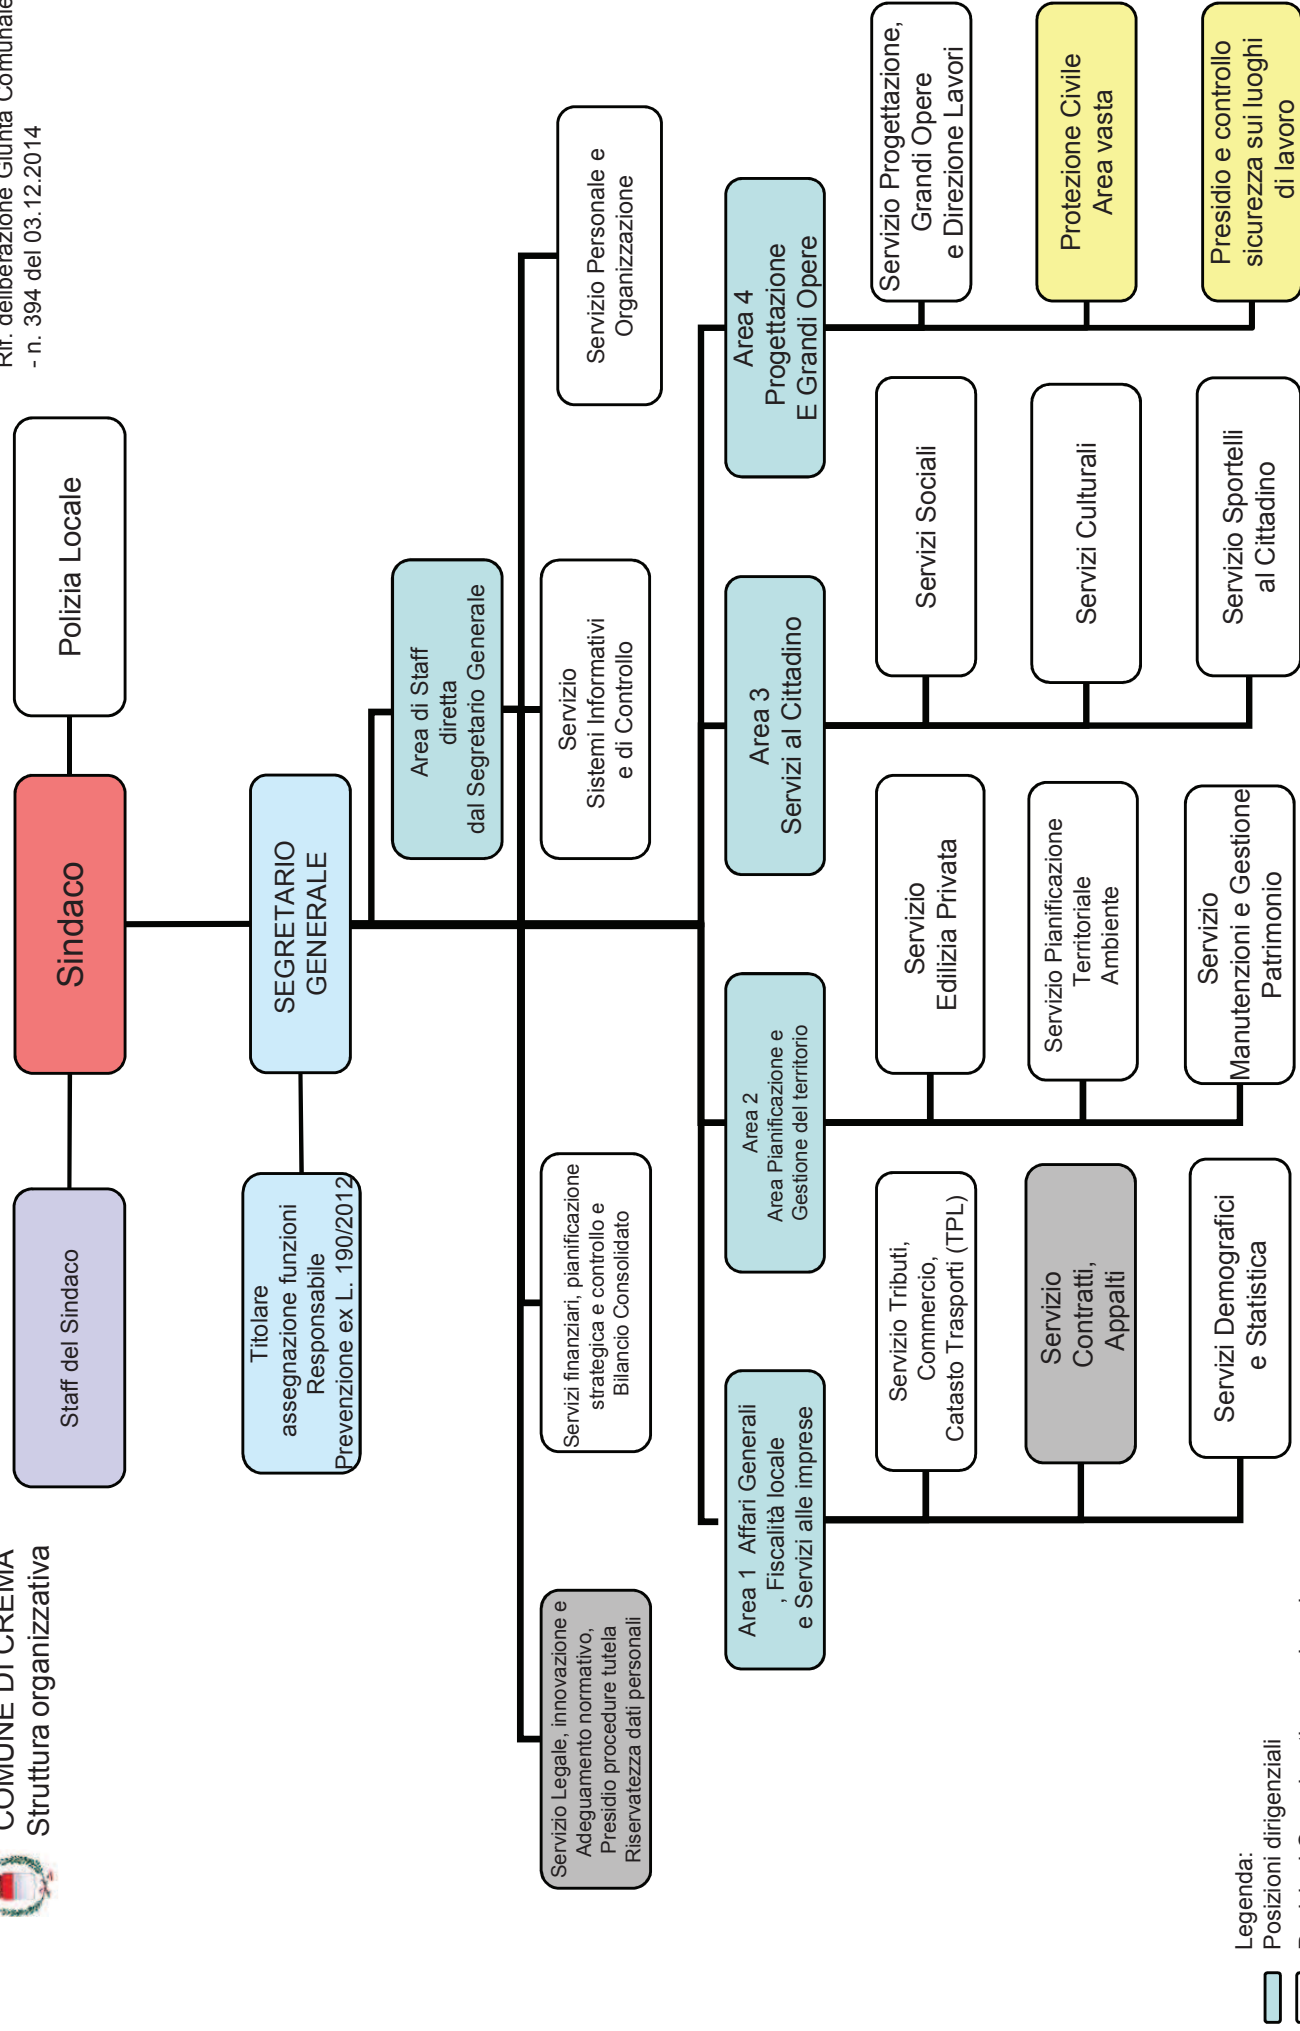 COMUNE DI CREMA
Struttura organizzativa
Rif. deliberazione Giunta Comunale
- n. 394 del 03.12.2014
Staff del Sindaco
Sindaco
Polizia Locale
Titolare
assegnazione funzioni
Responsabile
Prevenzione ex L. 190/2012
SEGRETARIO
GENERALE
Area di Staff
diretta
dal Segretario Generale
Servizio Legale, innovazione e
Adeguamento normativo,
Presidio procedure tutela
Riservatezza dati personali
Servizi finanziari, pianificazione
strategica e controllo e
Bilancio Consolidato
Servizio
Sistemi Informativi
e di Controllo
Servizio Personale e
Organizzazione
Area 1 Affari Generali
, Fiscalità locale
e Servizi alle imprese
Area 2
Area Pianificazione e
Gestione del territorio
Area 3
Servizi al Cittadino
Area 4
Progettazione
E Grandi Opere
Servizio Tributi,
Commercio,
Catasto Trasporti (TPL)
Servizio
Edilizia Privata
Servizi Sociali
Servizio Progettazione,
Grandi Opere
e Direzione Lavori
Servizio
Contratti,
Appalti
Servizio Pianificazione
Territoriale
Ambiente
Servizi Culturali
Protezione Civile
Area vasta
Servizi Demografici
e Statistica
Servizio
Manutenzioni e Gestione
Patrimonio
Servizio Sportelli
al Cittadino
Presidio e controllo
sicurezza sui luoghi
di lavoro
Legenda:
Posizioni dirigenziali